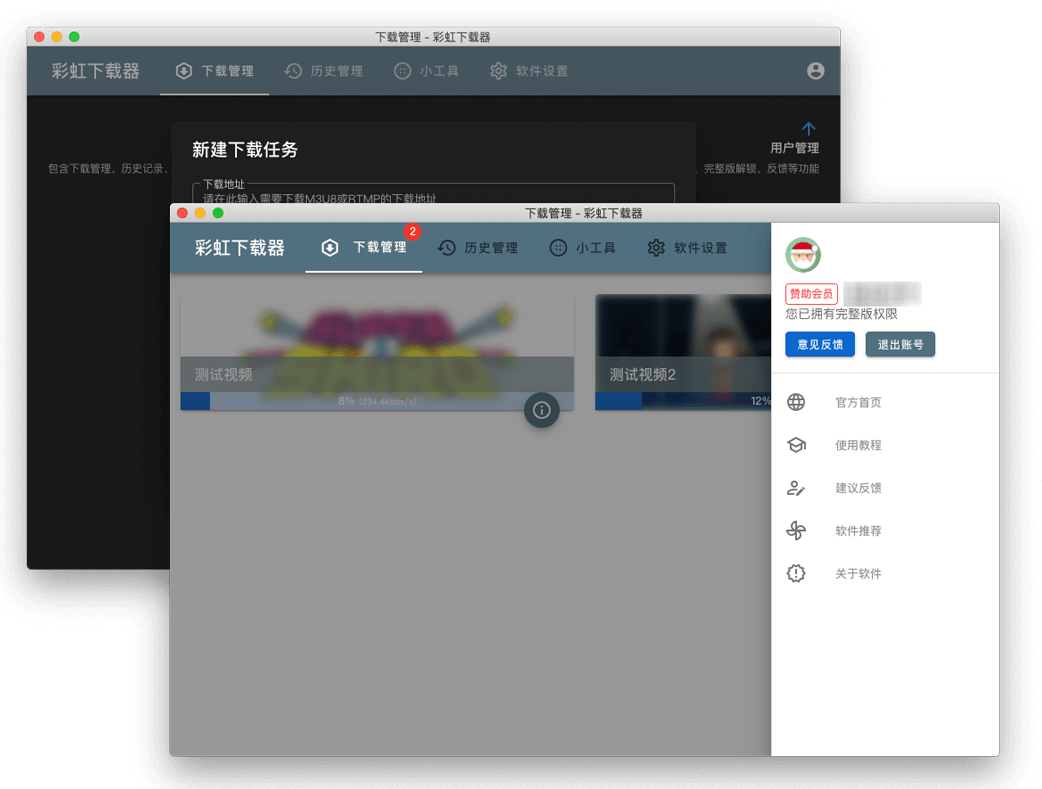 下载管理 - 彩虹下载器
彩虹下载器
下载管理
历史管理
小工具
软件设置
新建下载任务
用户管理
包含下载管理、历史记录、
、完整版解锁、反馈等功能
下载地址
请在此输入需要下载M3U8或RTMP的下载地址
下载管理 - 彩虹下载器
彩虹下载器
下载管理
2
历史管理
小工具
软件设置
赞助会员
您已拥有完整版权限
意见反馈
退出账号
测试视频
8% (234.4kbits/s)
测试视频2
12%
官方首页
使用教程
建议反馈
软件推荐
关于软件